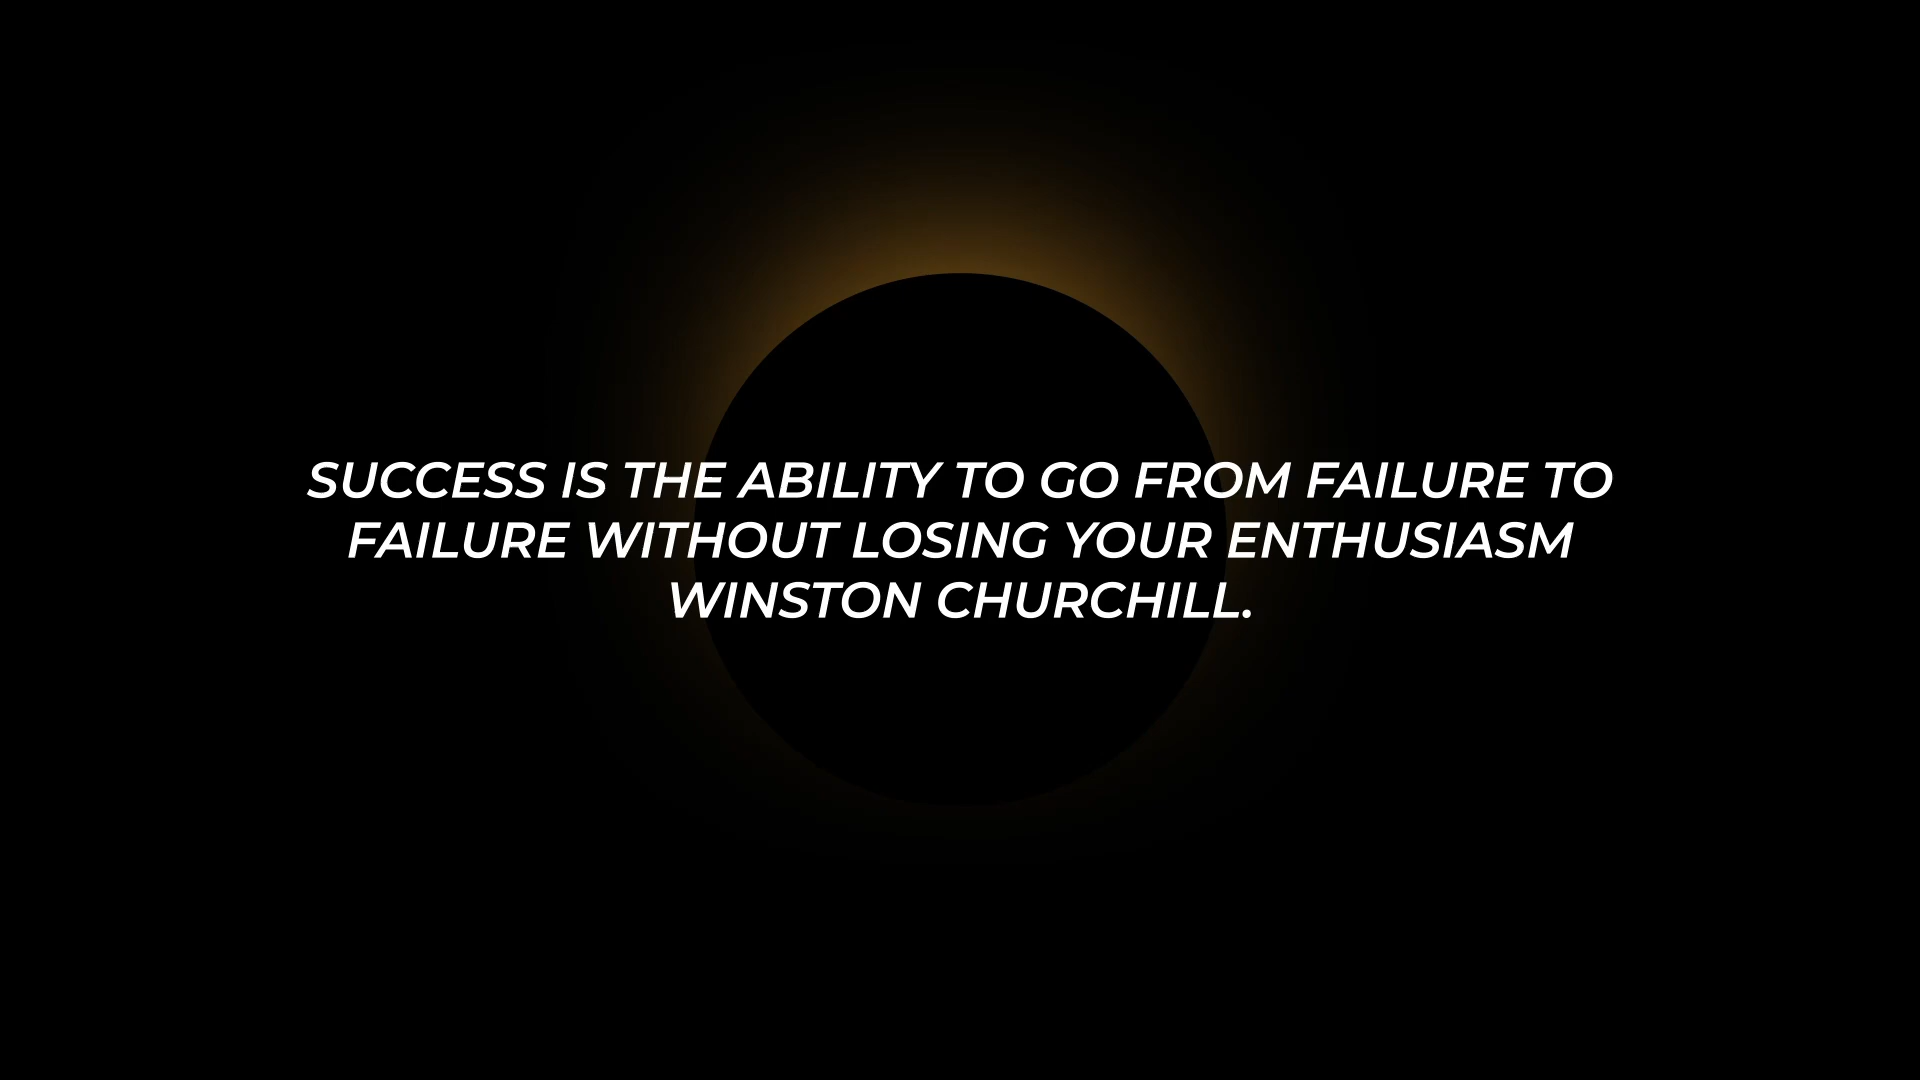 SUCCESS IS THE ABILITY TO GO FROM FAILURE TO
FAILURE WITHOUT LOSING YOUR ENTHUSIASM
WINSTON CHURCHILL.